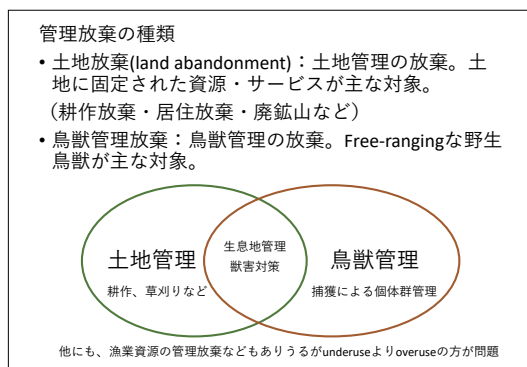 管理放棄の種類
• 土地放棄(land abandonment)：土地管理の放棄。土
地に固定された資源・サービスが主な対象。
（耕作放棄・居住放棄・廃鉱山など）
• 鳥獣管理放棄：鳥獣管理の放棄。Free-rangingな野生
鳥獣が主な対象。
土地管理
耕作、草刈りなど
生息地管理
獣害対策
鳥獣管理
捕獲による個体群管理
他にも、漁業資源の管理放棄などもありうるがunderuseよりoveruseの方が問題